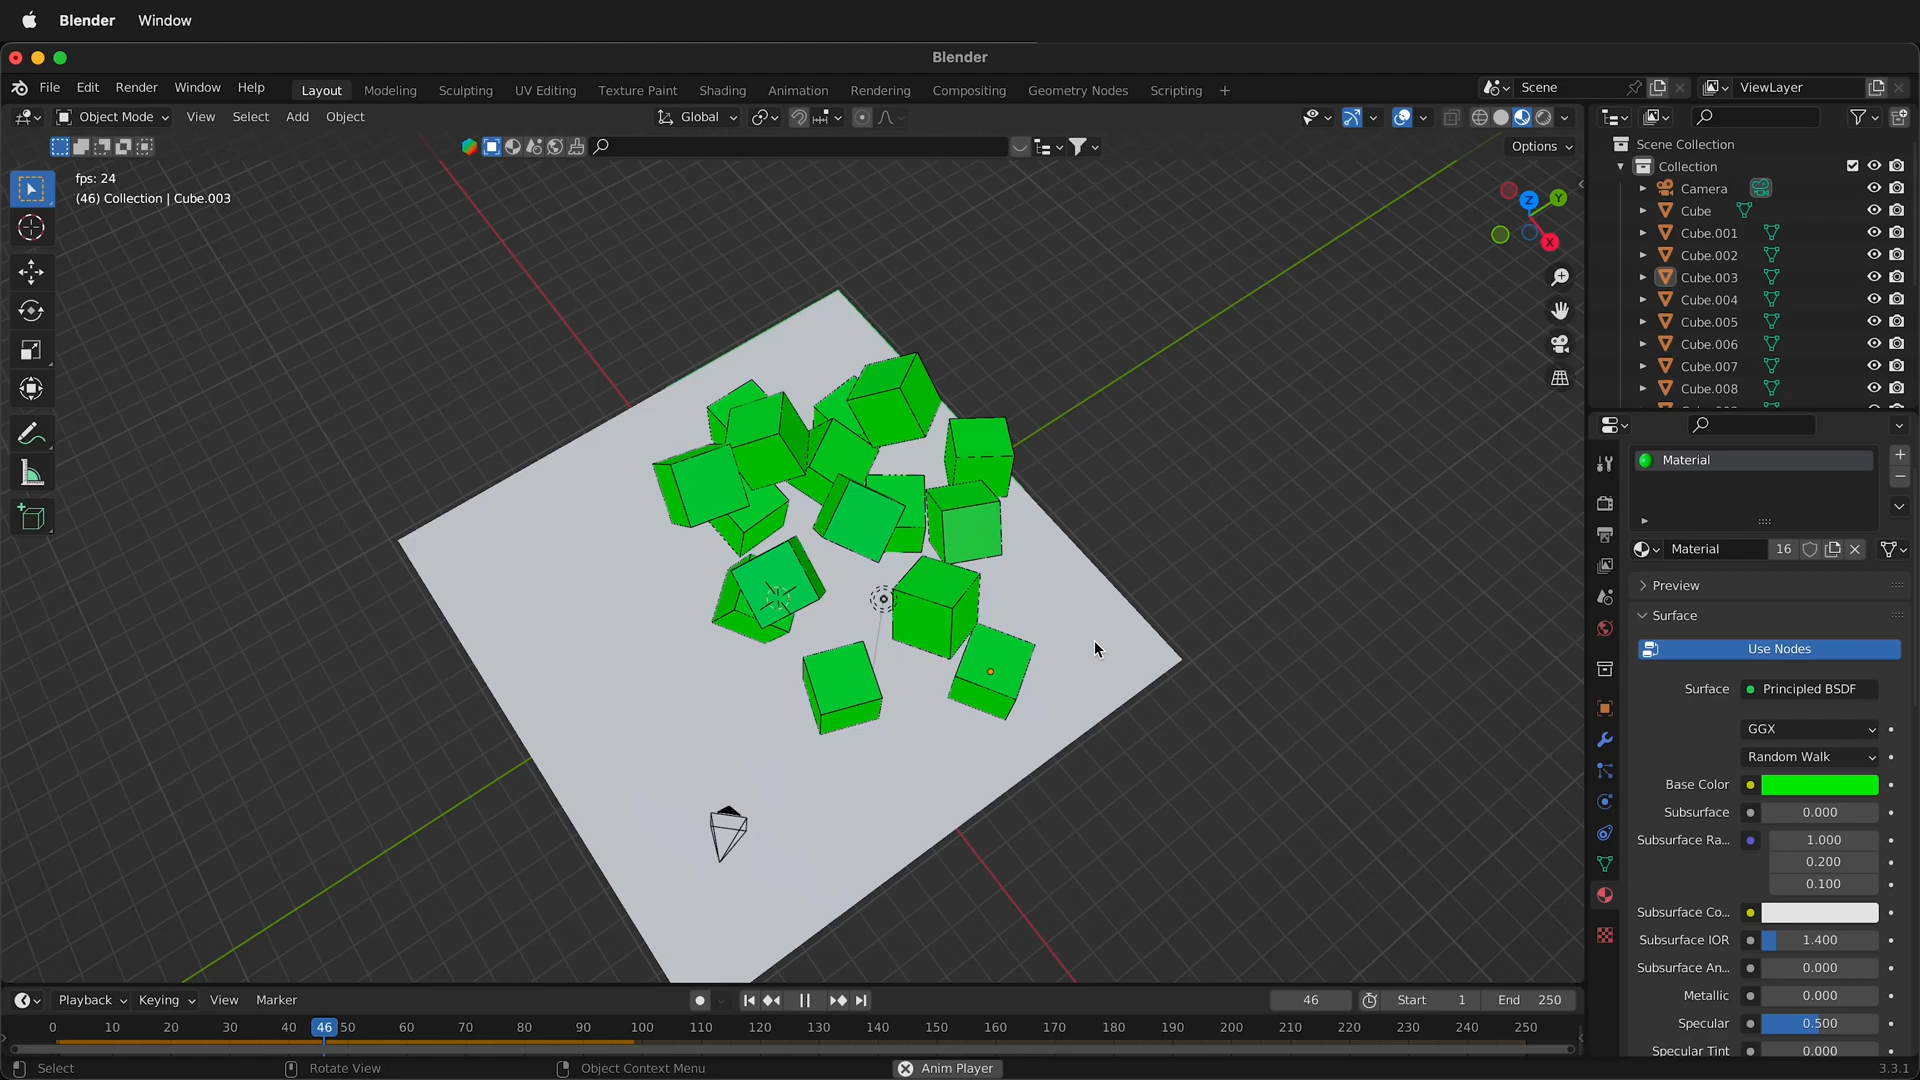 Blender Window
Blender
File Edit Render Window Help Layout Modeling Sculpting UV Editing Texture Paint Shading Animation Rendering Compositing Geometry Nodes Scripting + Scene ViewLayer
Object Mode View Select Add Object Global
Options
fps: 24
(46) Collection | Cube.003
Z Y
X
Scene Collection
Collection
Camera
Cube
Cube.001
Cube.002
Cube.003
Cube.004
Cube.005
Cube.006
Cube.007
Cube.008
Material
Material 16
Preview
Surface
Use Nodes
Surface Principled BSDF
GGX
Random Walk
Base Color
Subsurface 0.000
Subsurface Ra... 1.000
0.200
0.100
Subsurface Co...
Subsurface IOR 1.400
Subsurface An... 0.000
Metallic 0.000
Specular 0.500
Specular Tint 0.000
Playback Keying View Marker 46 Start 1 End 250
0 10 20 30 40 46 50 60 70 80 90 100 110 120 130 140 150 160 170 180 190 200 210 220 230 240 250
Select Rotate View Object Context Menu Anim Player 3.3.1